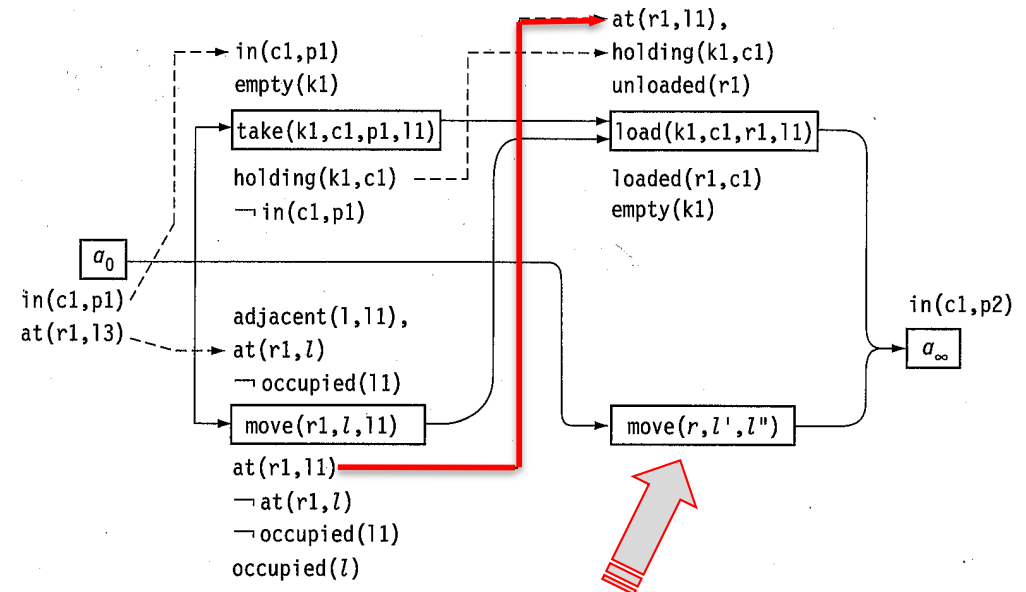 in(c1,p1)
empty(k1)
take(k1,c1,p1,l1)
holding(k1,c1)
¬ in(c1,p1)
at(r1,l1),
holding(k1,c1)
unloaded(r1)
load(k1,c1,r1,l1)
loaded(r1,c1)
empty(k1)
a0
in(c1,p1)
at(r1,l3)
adjacent(l,l1),
at(r1,l)
¬ occupied(l1)
move(r1,l,l1)
at(r1,l1)
¬ at(r1,l)
¬ occupied(l1)
occupied(l)
move(r,l',l")
in(c1,p2)
a∞